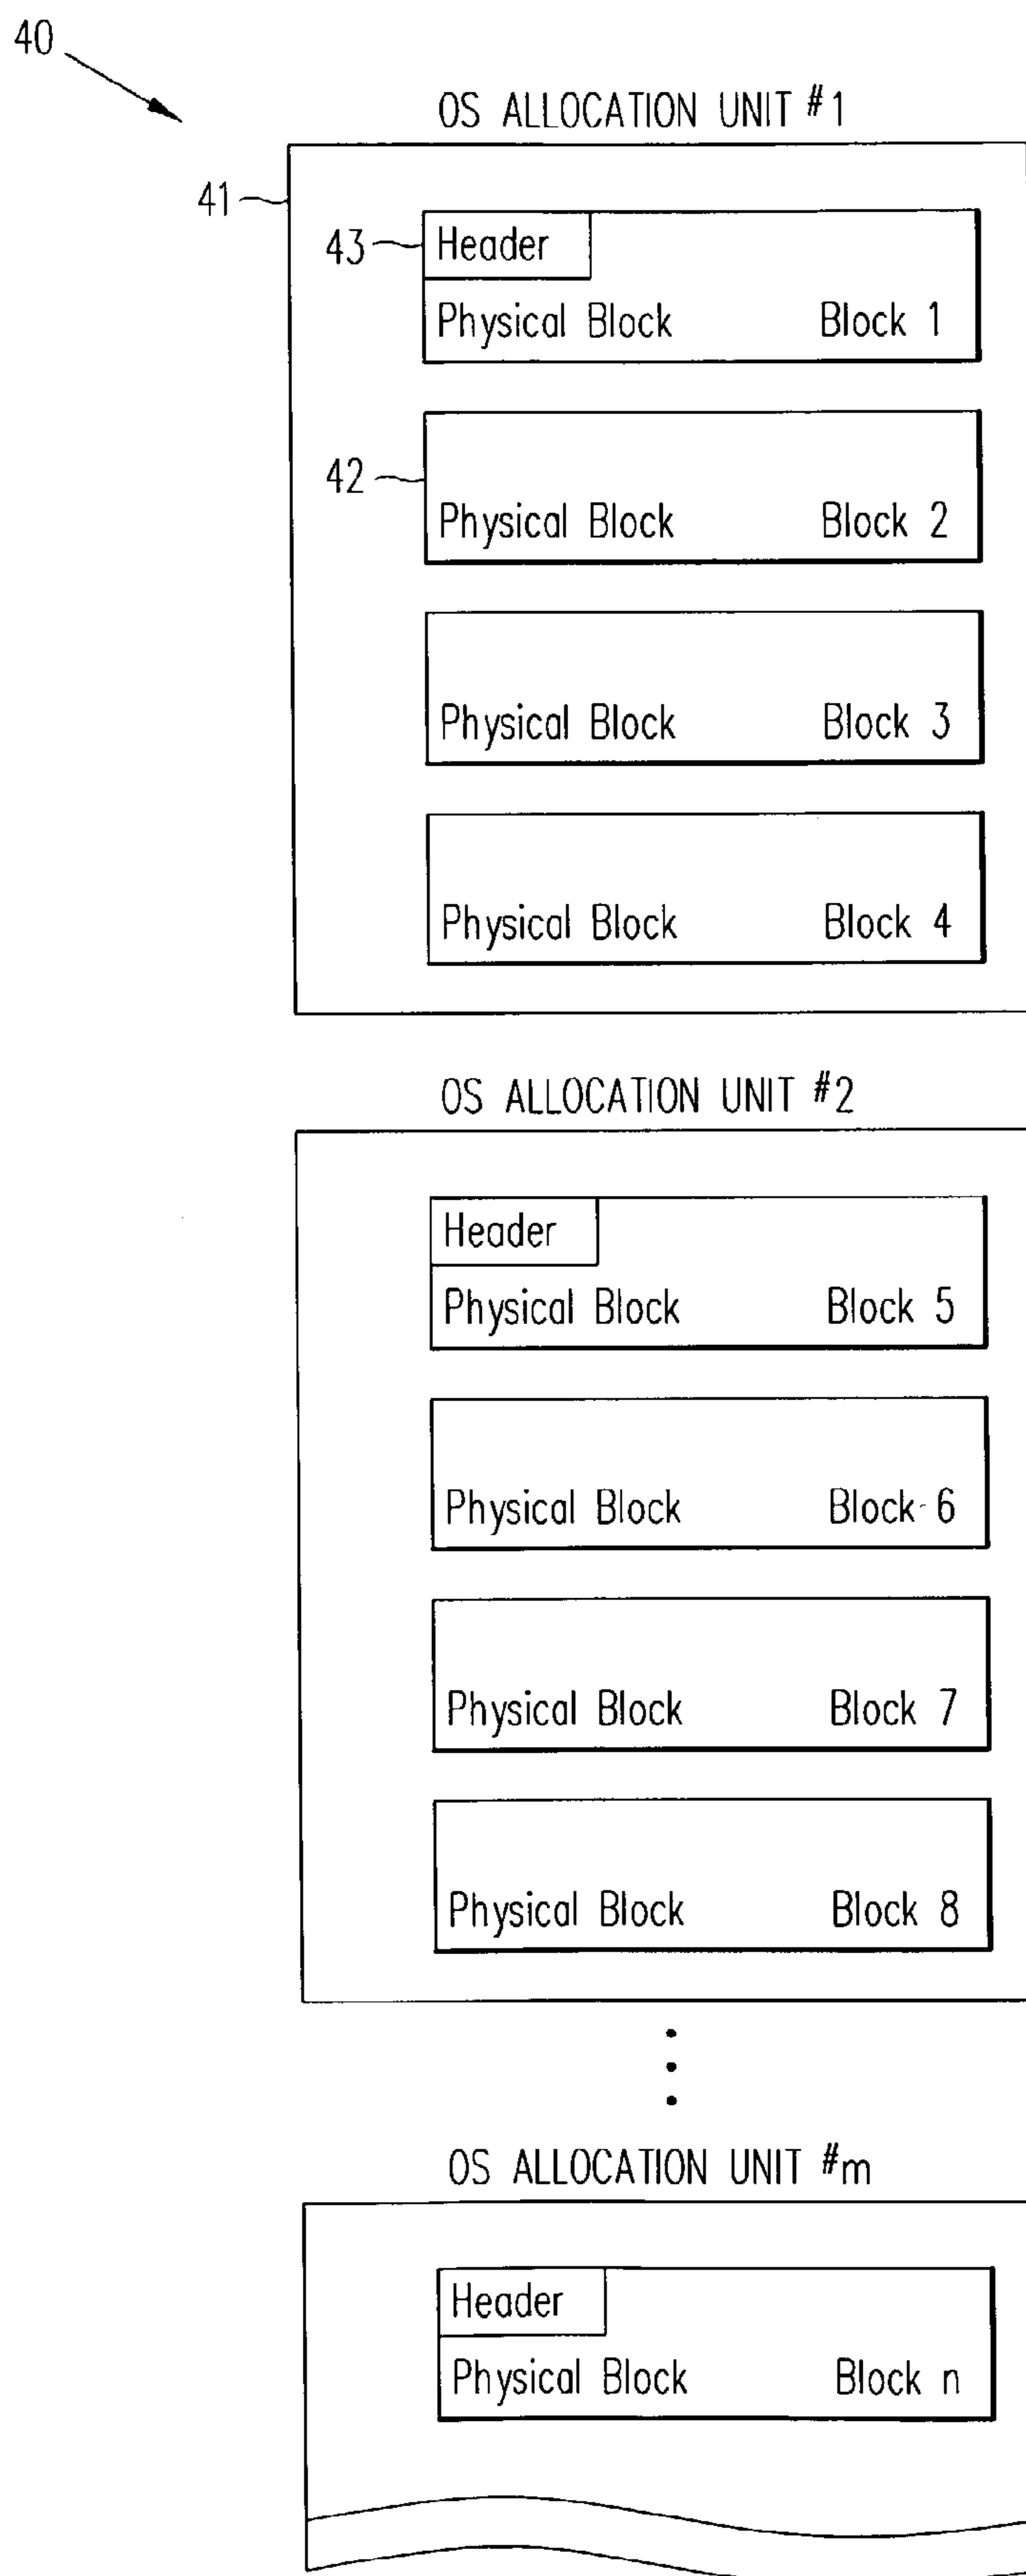 40
OS ALLOCATION UNIT #1
41
43 Header
Physical Block Block 1
42
Physical Block Block 2
Physical Block Block 3
Physical Block Block 4
OS ALLOCATION UNIT #2
Header
Physical Block Block 5
Physical Block Block 6
Physical Block Block 7
Physical Block Block 8
OS ALLOCATION UNIT #m
Header
Physical Block Block n